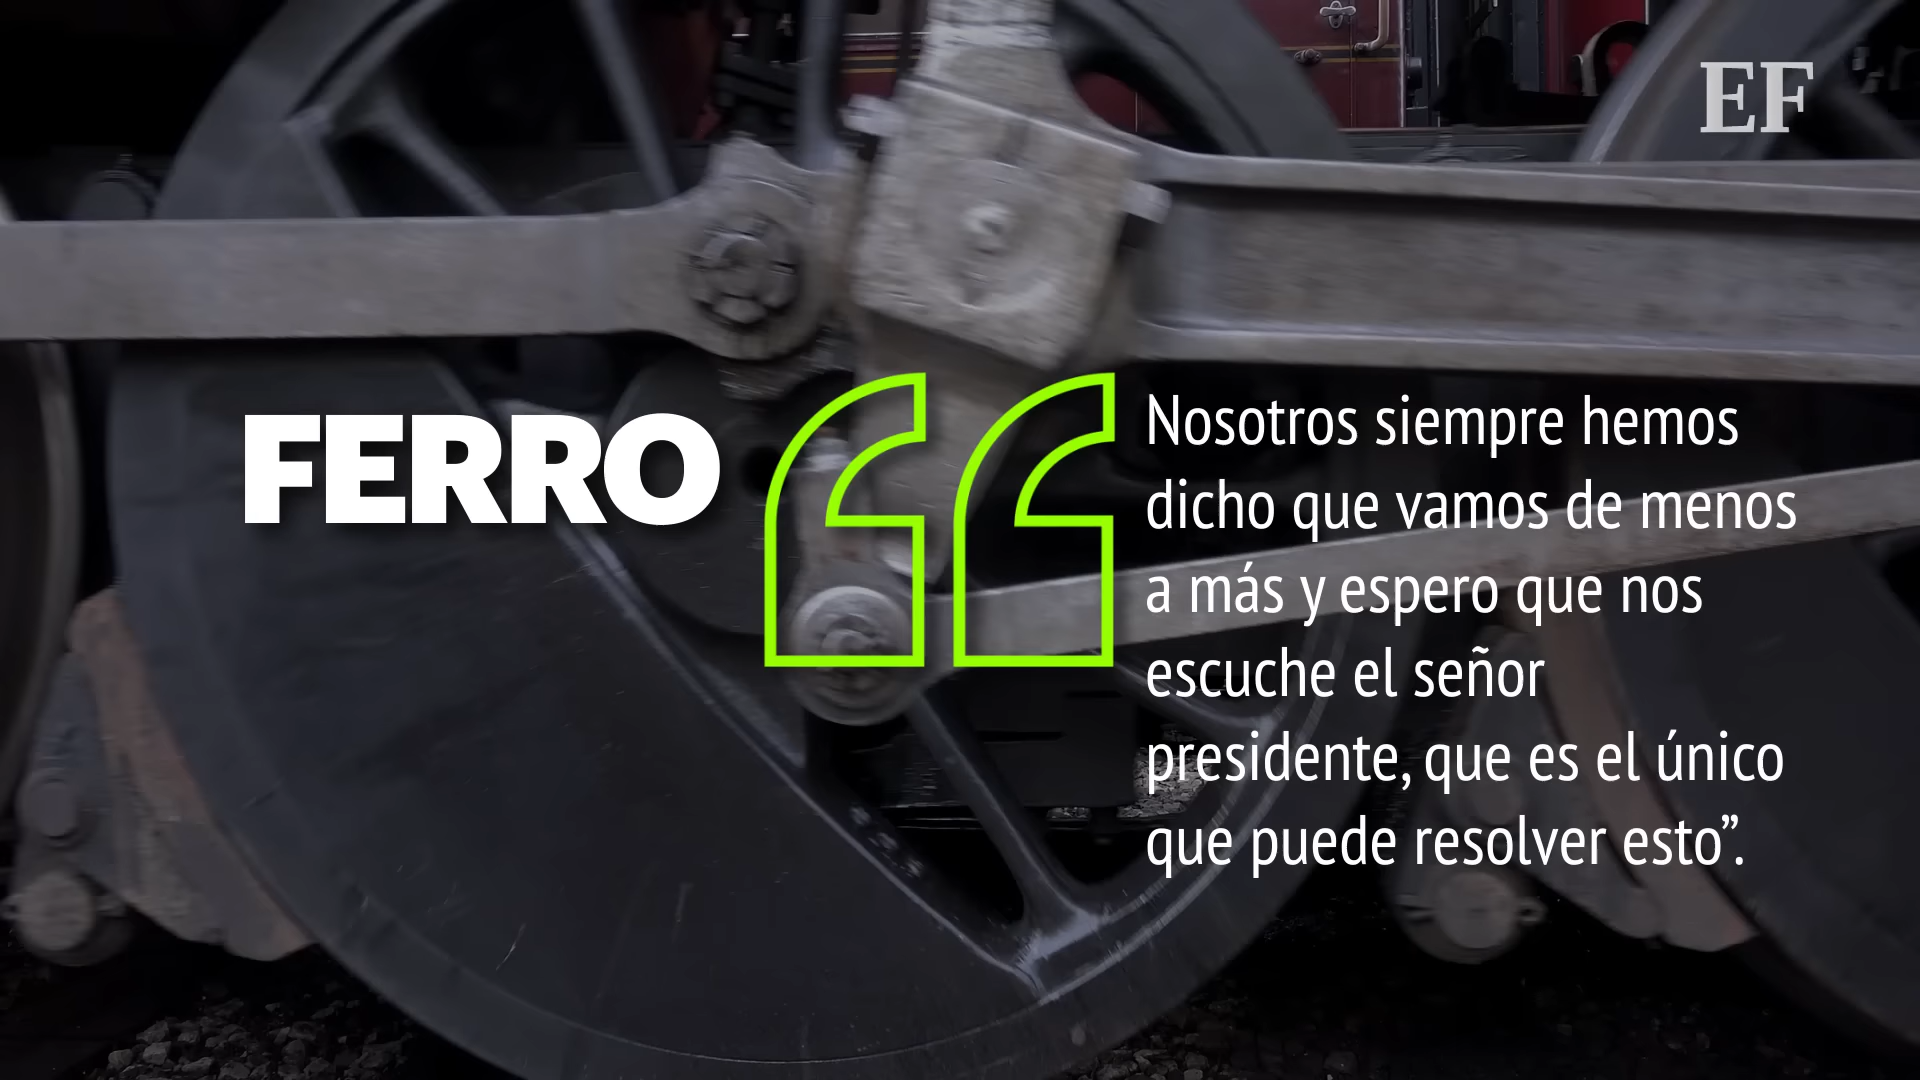 EF
FERRO
Nosotros siempre hemos
dicho que vamos de menos
a más y espero que nos
escuche el señor
presidente, que es el único
que puede resolver esto”.